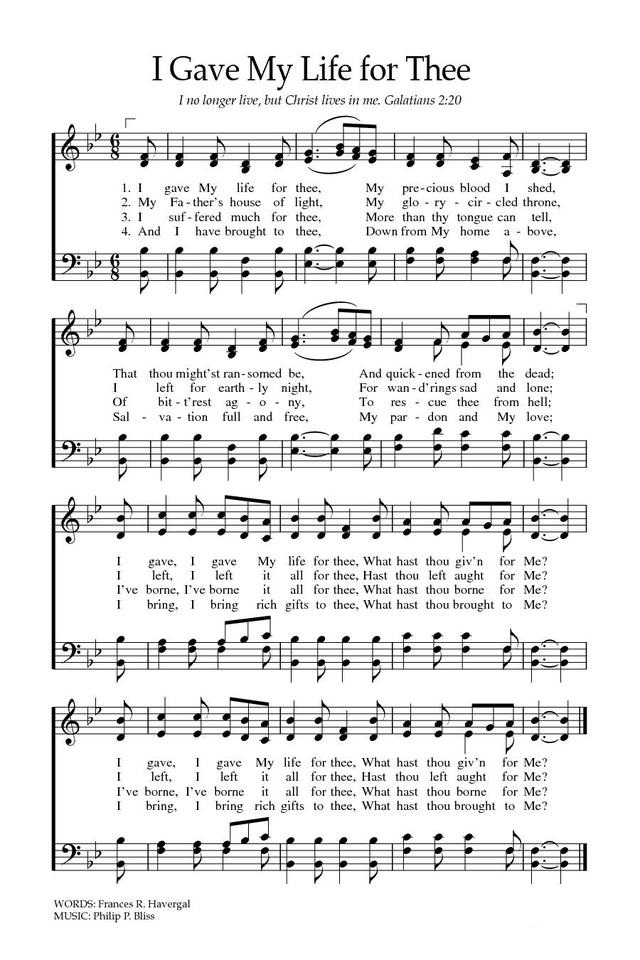 I Gave My Life for Thee
I no longer live, but Christ lives in me. Galatians 2:20
1. I gave My life for thee, My pre-cious blood I shed,
2. My Fa-ther's house of light, My glo-ry-cir-cled throne,
3. I suf-fered much for thee, More than thy tongue can tell,
4. And I have brought to thee, Down from My home a-bove,
That thou might'st ran-somed be, And quick-ened from the dead;
I left for earth-ly night, For wan-d'rings sad and lone;
Of bit-t'rest ag-o-ny, To res-cue thee from hell;
Sal-va-tion full and free, My par-don and My love;
I gave, I gave My life for thee, What hast thou giv'n for Me?
I left, I left it all for thee, Hast thou left aught for Me?
I've borne, I've borne it all for thee, What hast thou borne for Me?
I bring, I bring rich gifts to thee, What hast thou brought to Me?
I gave, I gave My life for thee, What hast thou giv'n for Me?
I left, I left it all for thee, Hast thou left aught for Me?
I've borne, I've borne it all for thee, What hast thou borne for Me?
I bring, I bring rich gifts to thee, What hast thou brought to Me?
WORDS: Frances R. Havergal
MUSIC: Philip P. Bliss